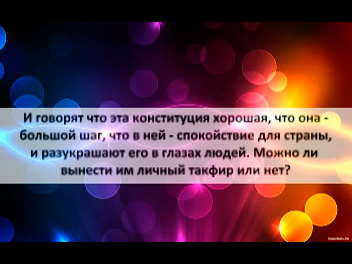 И говорят что эта конституция хорошая, что она -
большой шаг, что в ней - спокойствие для страны,
и разукрашают его в глазах людей. Можно ли
вынести им личный такфир или нет?